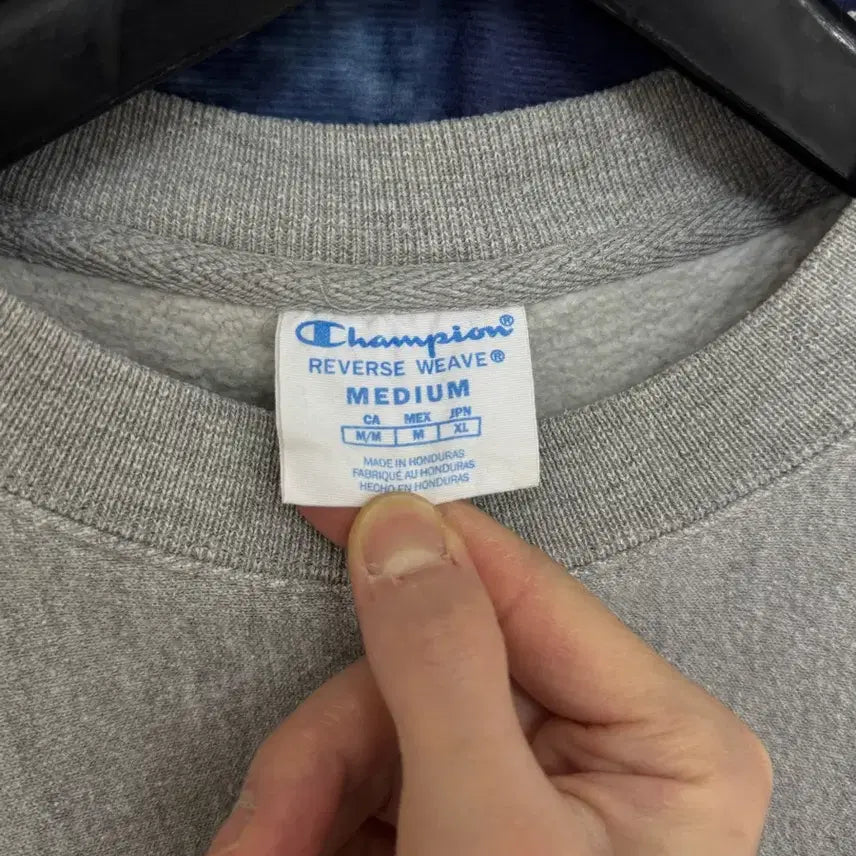 Champion®
REVERSE WEAVE®
MEDIUM
CA MEX JPN
M/M M XL
MADE IN HONDURAS
FABRIQUÉ AU HONDURAS
HECHO EN HONDURAS